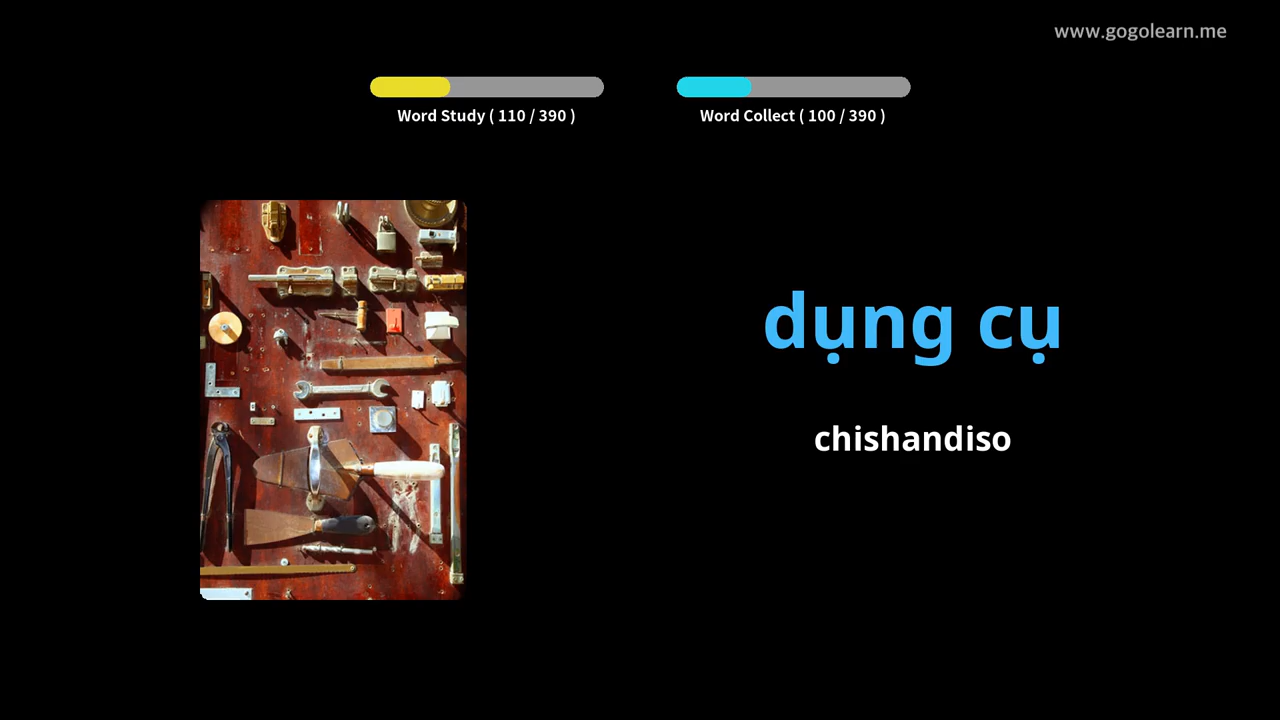 www.gogolearn.me
Word Study ( 110 / 390 )
Word Collect ( 100 / 390 )
dụng cụ
chishandiso